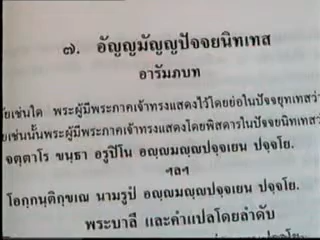 ๗. อัญญมัญญปัจจยนิทเทส
อารัมภบท
เช่นใด พระผู้มีพระภาคเจ้าทรงแสดงไว้โดยย่อในปัจจยุทเทสว่า
เช่นนั้นพระผู้มีพระภาคเจ้าทรงแสดงโดยพิสดารในปัจจยนิทเทสว่
จตฺตาโร ขนฺธา อรูปิโน อญฺญมญฺญปจฺจเยน ปจฺจโย.
ฯลฯ
โอกฺกนฺติกฺขเณ นามรูปํ อญฺญมญฺญปจฺจเยน ปจฺจโย.
พระบาลี และคำแปลโดยลำดับ